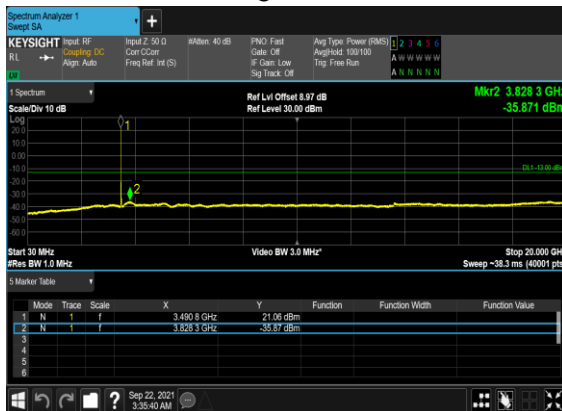 Spectrum Analyzer 1
Swept SA
KEYSIGHT Input: RF Input Z: 50 Ω #Atten: 40 dB PNO: Fast Avg Type: Power (RMS) 1 2 3 4 5 6
RL Coupling: DC Corr CCorr Gate: Off Avg|Hold: 100/100 A W W W W W
Align: Auto Freq Ref: Int (S) IF Gain: Low Trig: Free Run
Sig Track: Off A N N N N N
1 Spectrum
Ref Lvl Offset 8.97 dB Mkr2 3.828 3 GHz
Scale/Div 10 dB Ref Level 30.00 dBm -35.871 dBm
Log
1
20.0
10.0
0.00
-10.0
DL1 -13.00 dBm
-20.0
2
-30.0
-40.0
-50.0
-60.0
Start 30 MHz Video BW 3.0 MHz* Stop 20.000 GHz
#Res BW 1.0 MHz Sweep ~38.3 ms (40001 pts)
5 Marker Table
Mode Trace Scale X Y Function Function Width Function Value
1 N 1 f 3.490 8 GHz 21.06 dBm
2 N 1 f 3.828 3 GHz -35.87 dBm
3
4
5
6
? Sep 22, 2021
3:35:40 AM